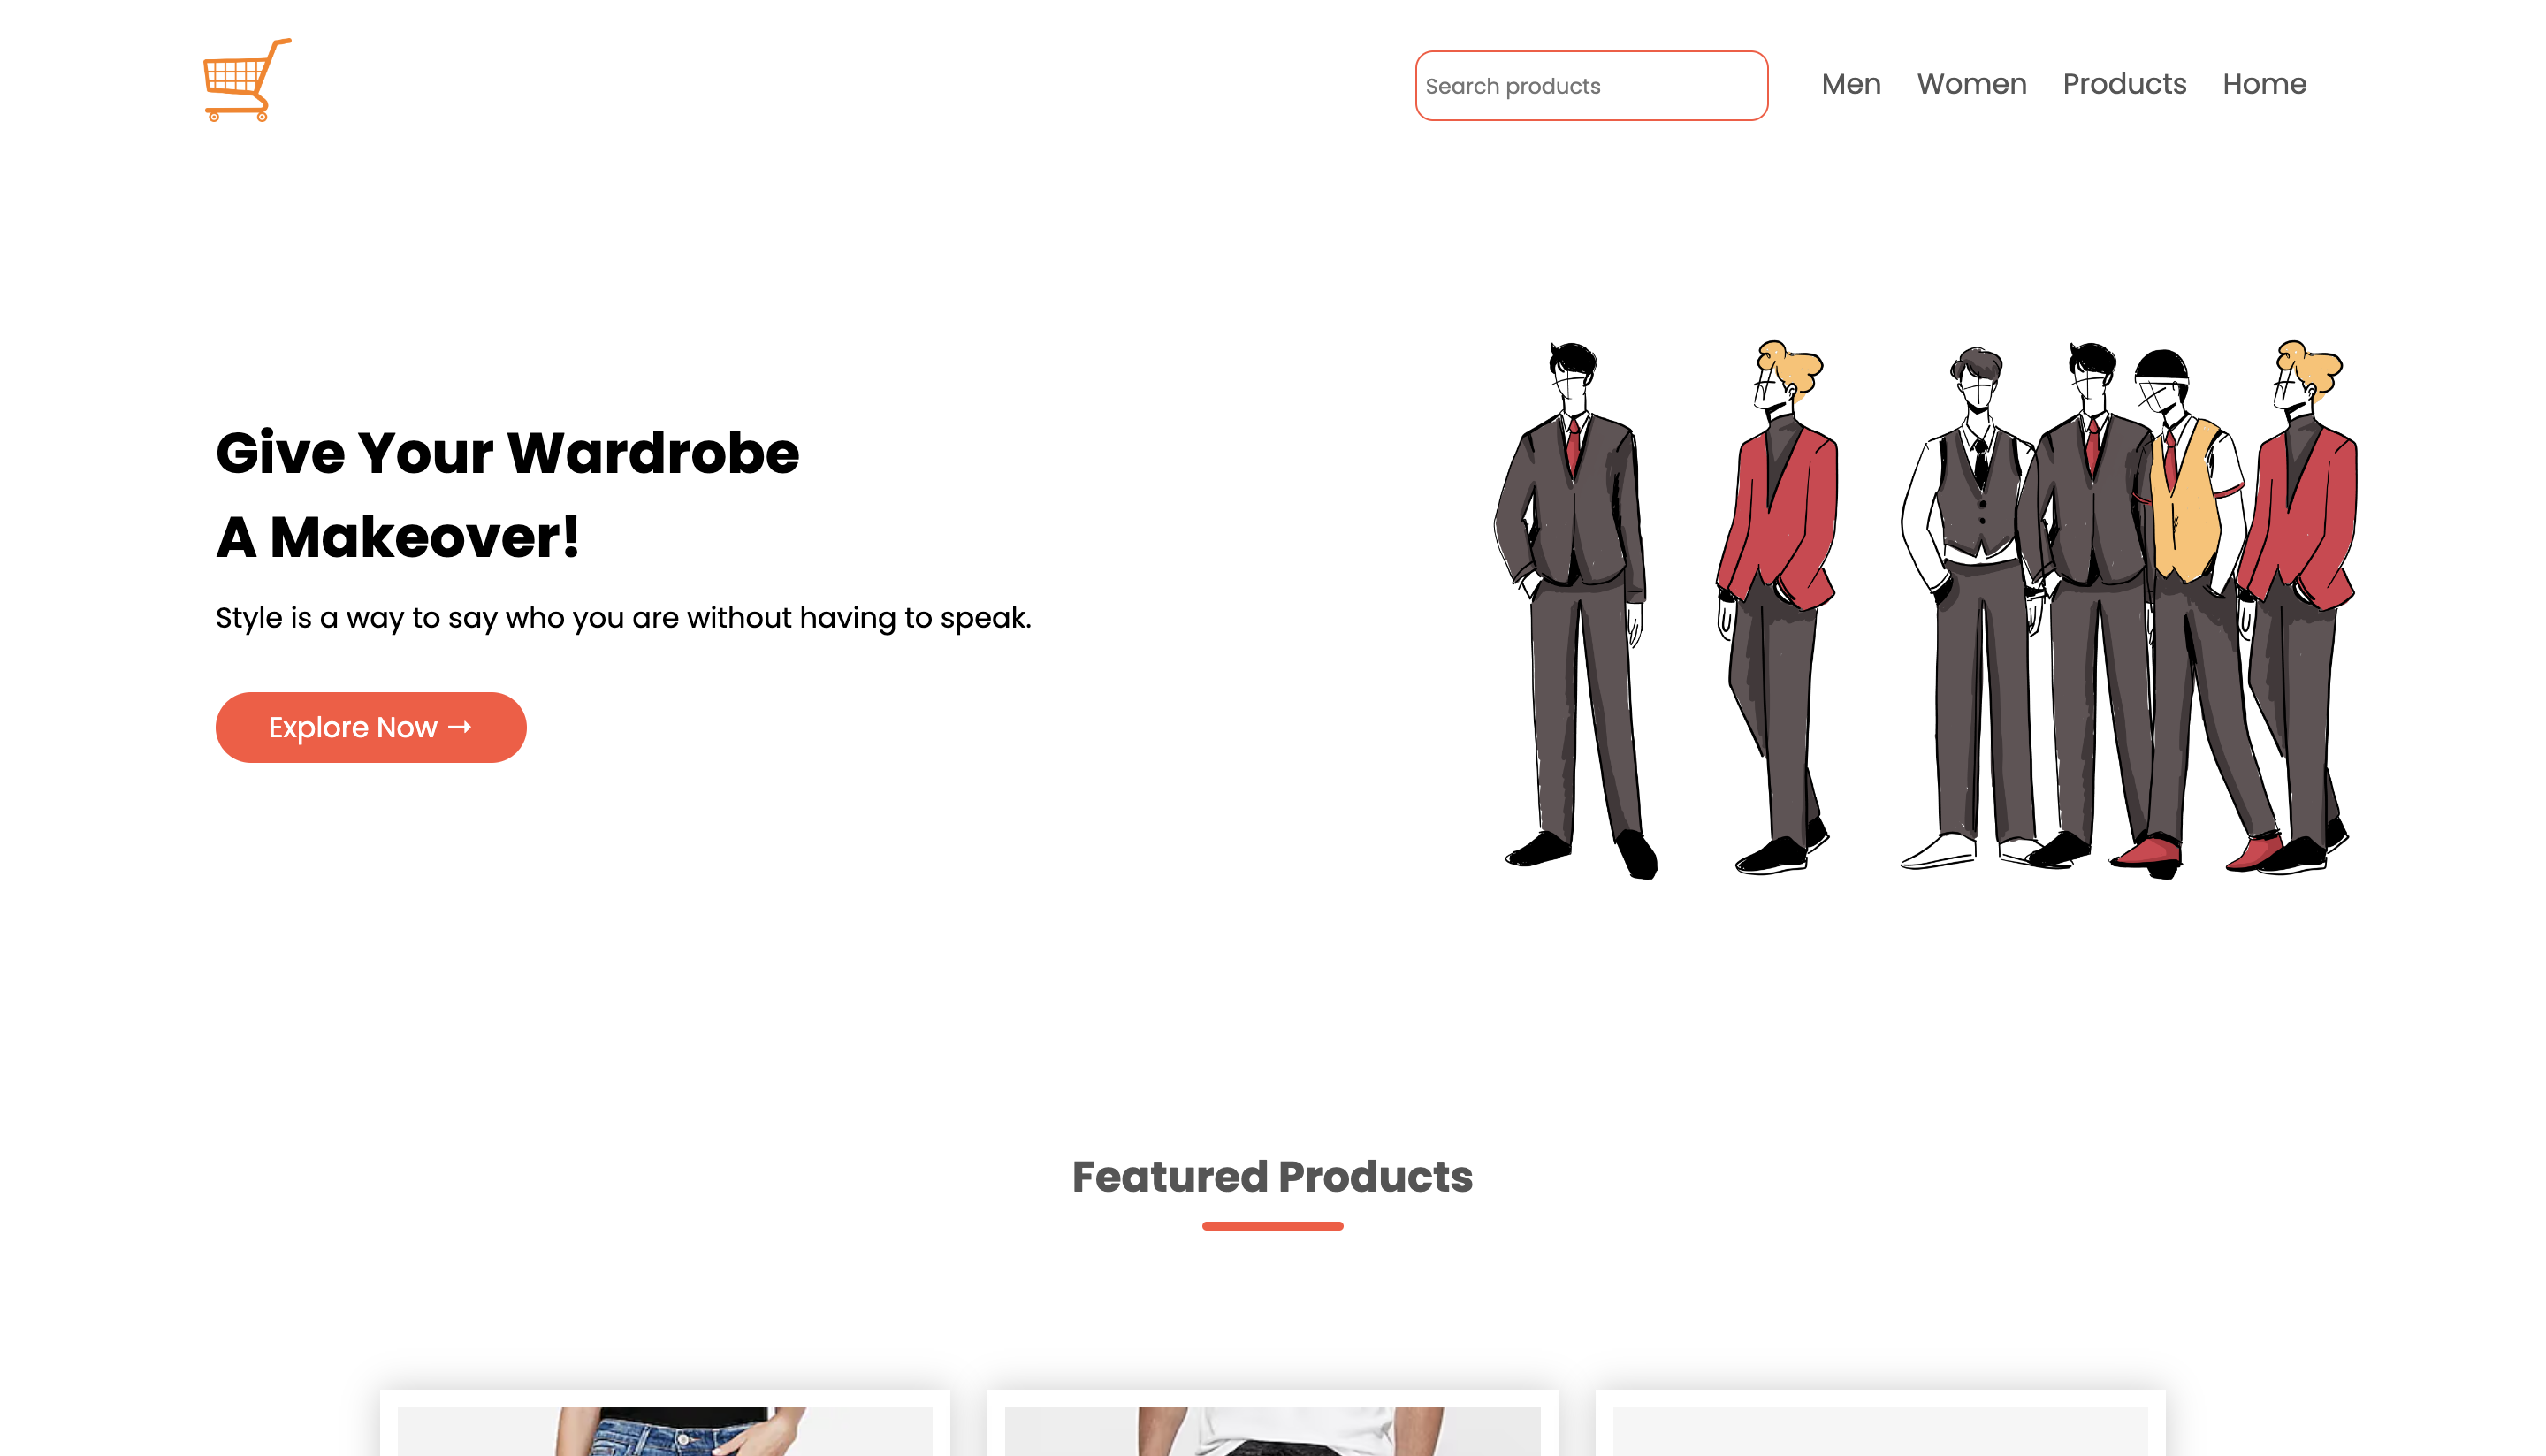 Search products
Men Women Products Home
Give Your Wardrobe
A Makeover!
Style is a way to say who you are without having to speak.
Explore Now →
Featured Products